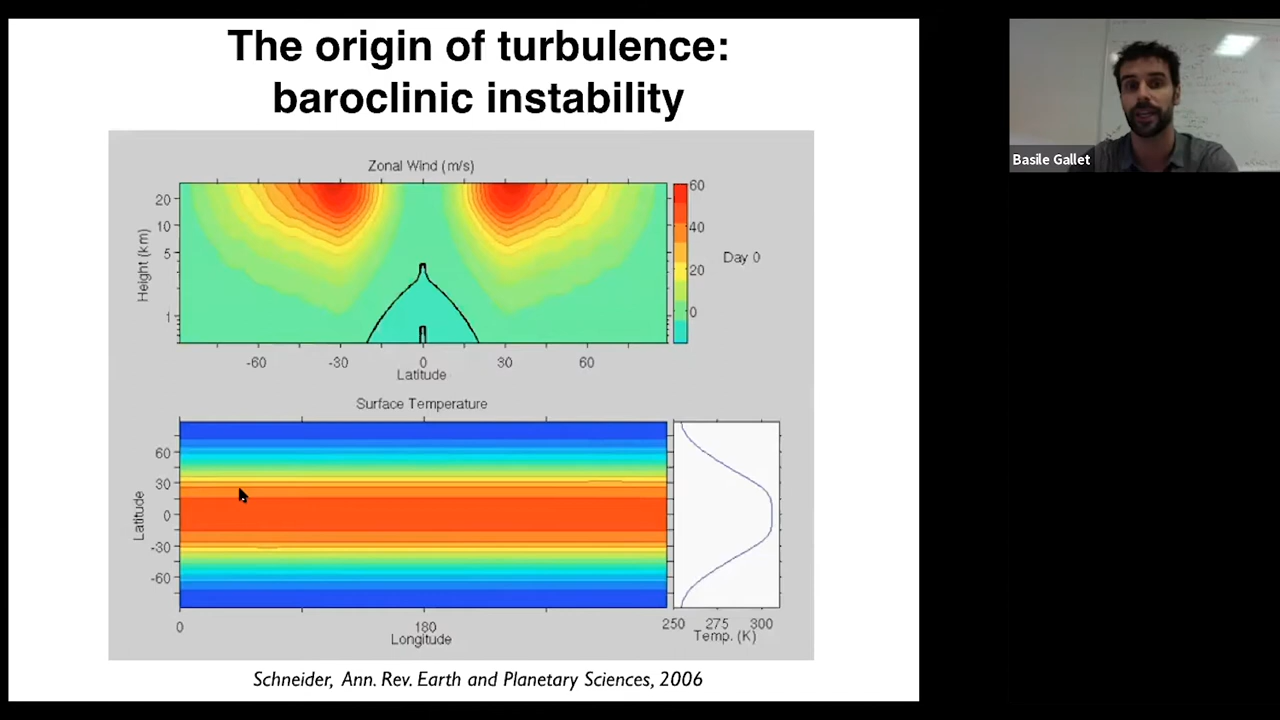 The origin of turbulence:
baroclinic instability
Zonal Wind (m/s)
Height (km)
20
10
5
1
-60 -30 0 30 60
Latitude
60
40
20
0
Day 0
Surface Temperature
Latitude
60
30
0
-30
-60
0 180
Longitude
250 275 300
Temp. (K)
Schneider, Ann. Rev. Earth and Planetary Sciences, 2006
Basile Gallet